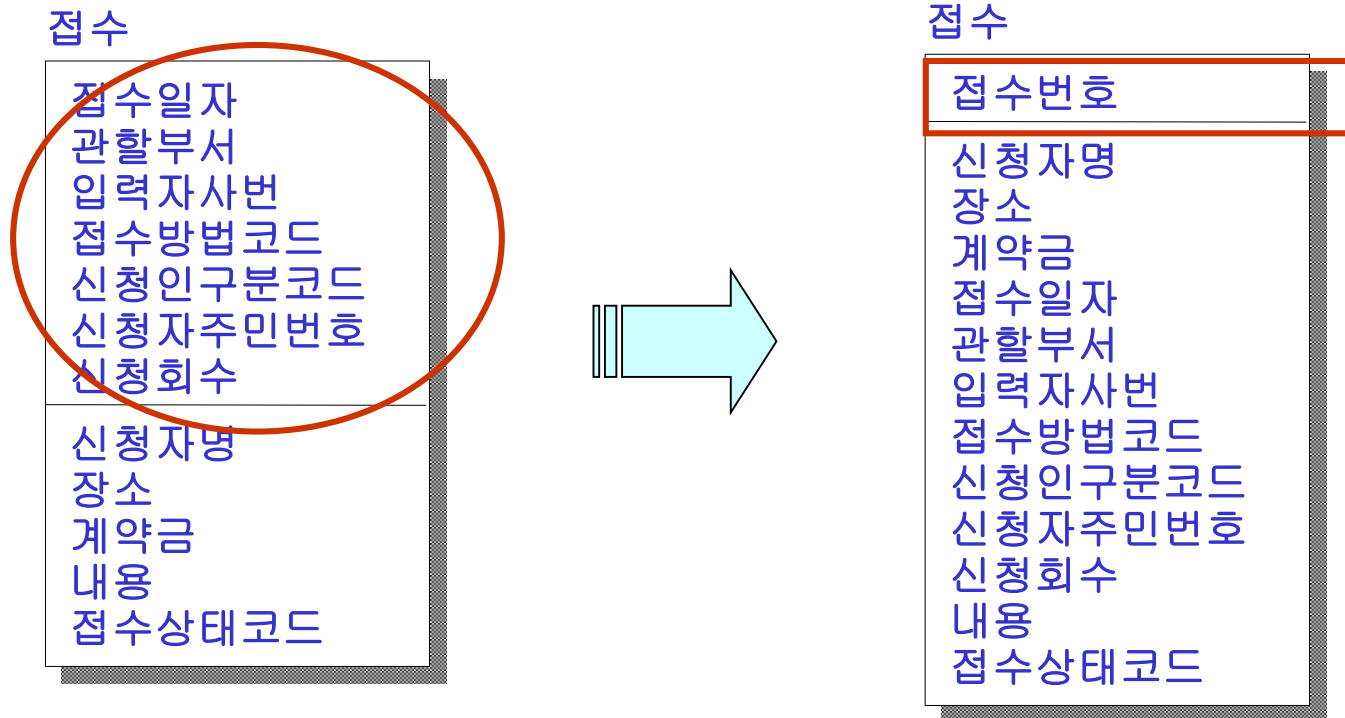 접수
접수일자
관할부서
입력자사번
접수방법코드
신청인구분코드
신청자주민번호
신청회수
신청자명
장소
계약금
내용
접수상태코드
접수
접수번호
신청자명
장소
계약금
접수일자
관할부서
입력자사번
접수방법코드
신청인구분코드
신청자주민번호
신청회수
내용
접수상태코드